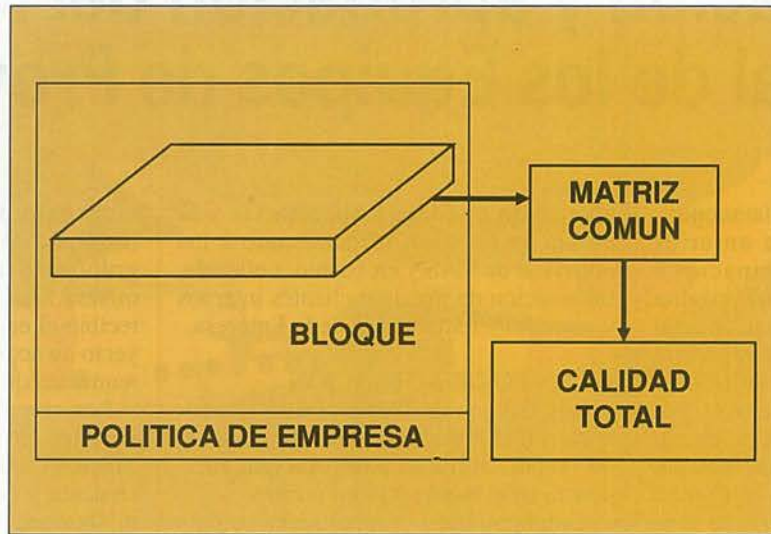 MATRIZ
COMUN
BLOQUE
CALIDAD
TOTAL
POLITICA DE EMPRESA